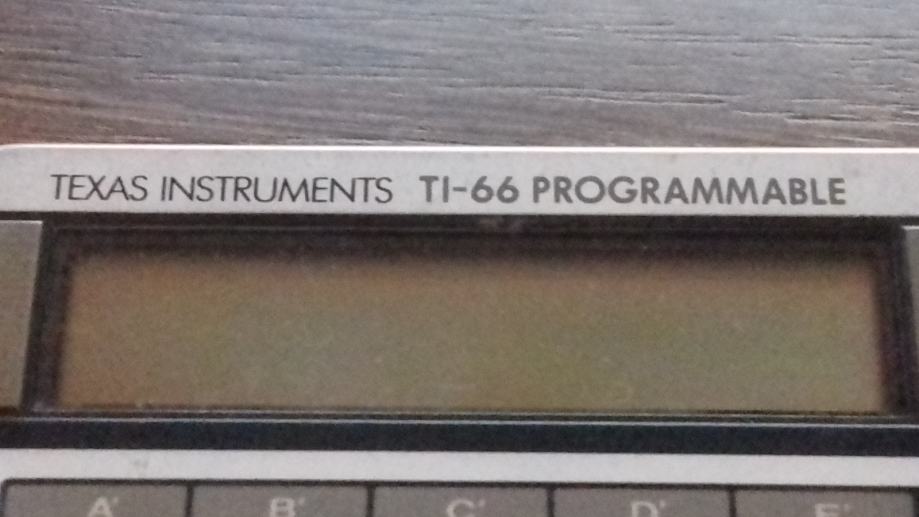 TEXAS INSTRUMENTS TI-66 PROGRAMMABLE
A' B' C' D' E'